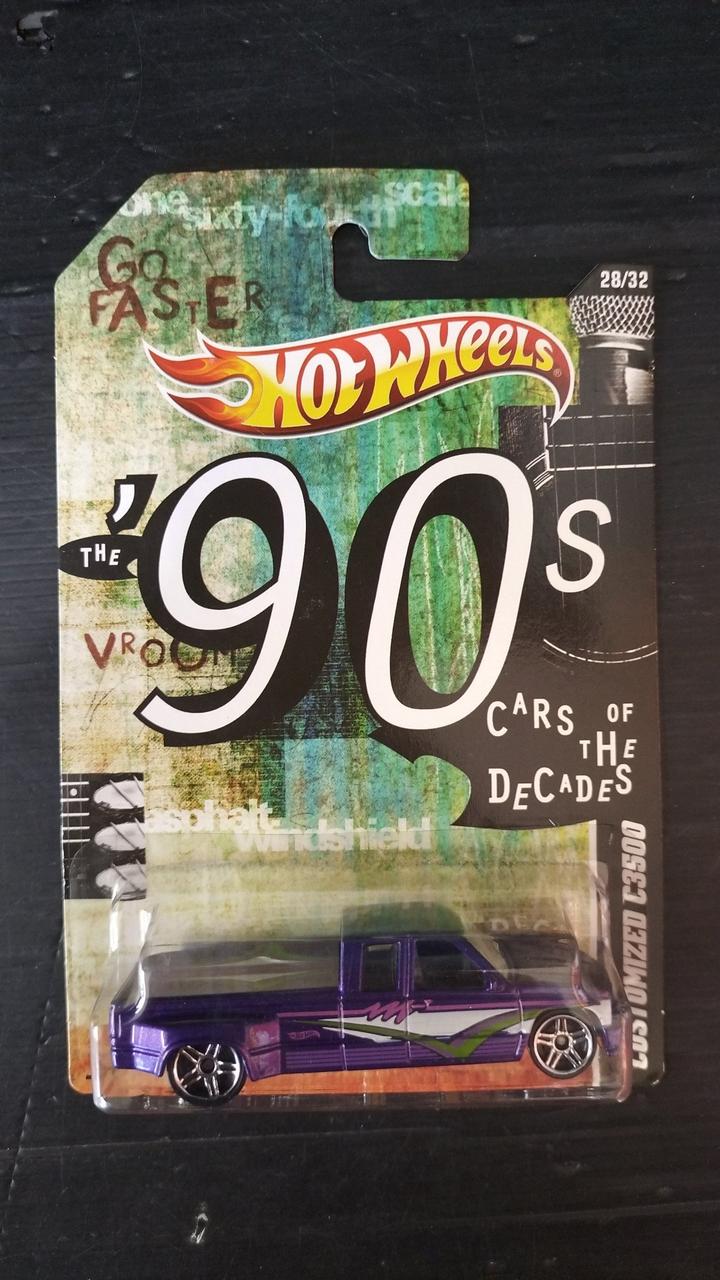 one sixty-fourth scale
GO
FASTER
28/32
HOT WHEELS®
THE '90s
VROOM
CARS OF
THE
DECADES
asphalt
windshield
CUSTOMIZED C3500